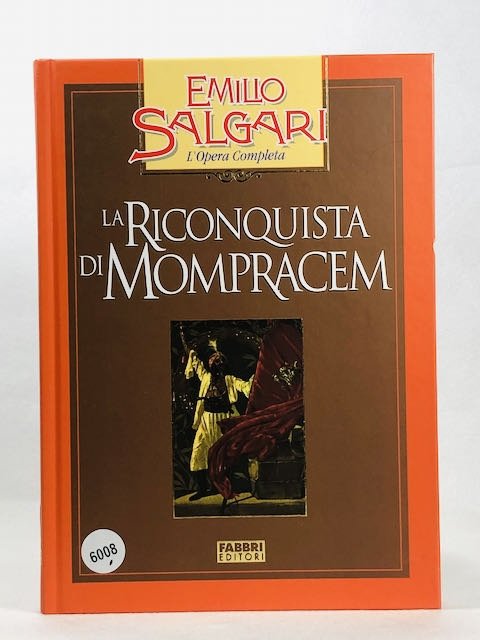 EMILIO
SALGARI
L'Opera Completa
LA RICONQUISTA
DI MOMPRACEM
6008
FABBRI
EDITORI